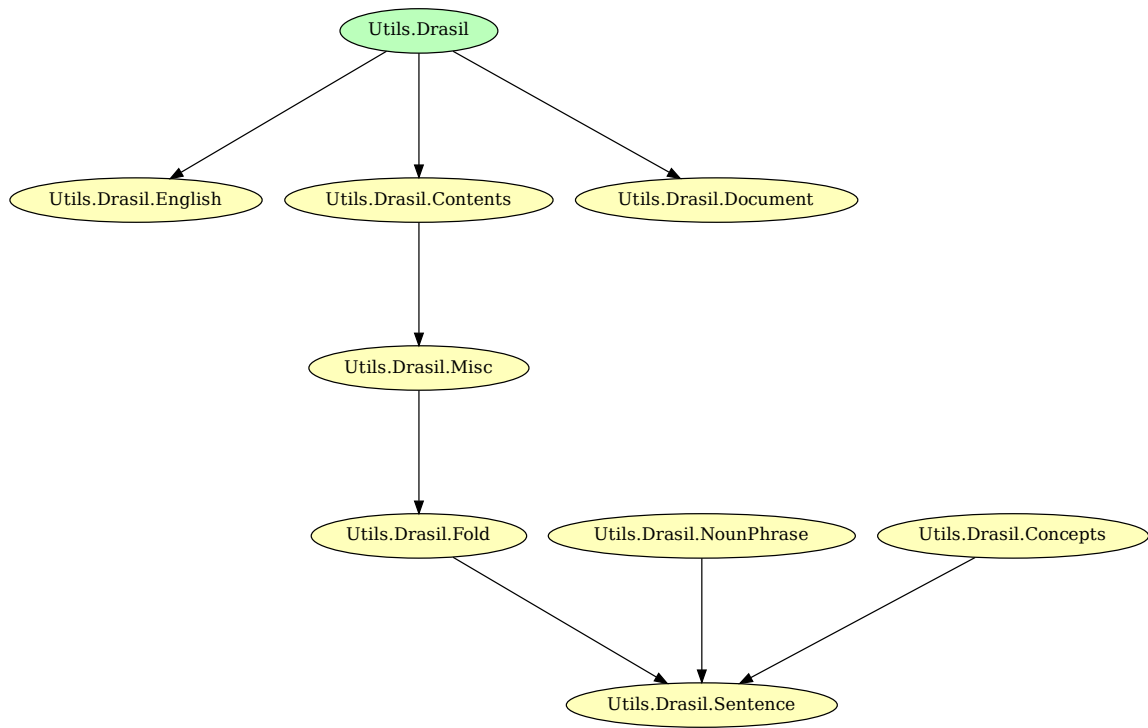 Utils.Drasil
Utils.Drasil.English
Utils.Drasil.Contents
Utils.Drasil.Document
Utils.Drasil.Misc
Utils.Drasil.Fold
Utils.Drasil.NounPhrase
Utils.Drasil.Concepts
Utils.Drasil.Sentence